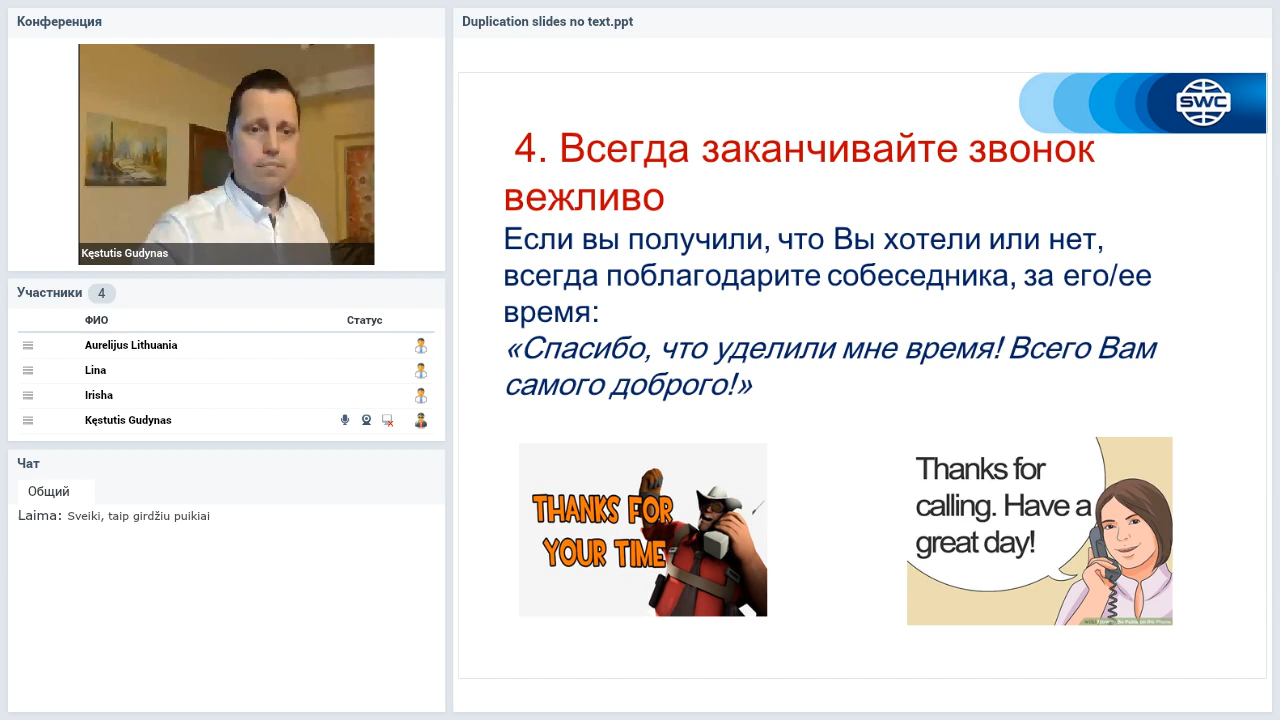 Конференция
Kęstutis Gudynas
Участники 4
ФИО Статус
Aurelijus Lithuania
Lina
Irisha
Kęstutis Gudynas
Чат
Общий
Laima: Sveiki, taip girdžiu puikiai
Duplication slides no text.ppt
SWC
4. Всегда заканчивайте звонок
вежливо
Если вы получили, что Вы хотели или нет,
всегда поблагодарите собеседника, за его/ее
время:
«Спасибо, что уделили мне время! Всего Вам
самого доброго!»
THANKS FOR
YOUR TIME
Thanks for
calling. Have a
great day!